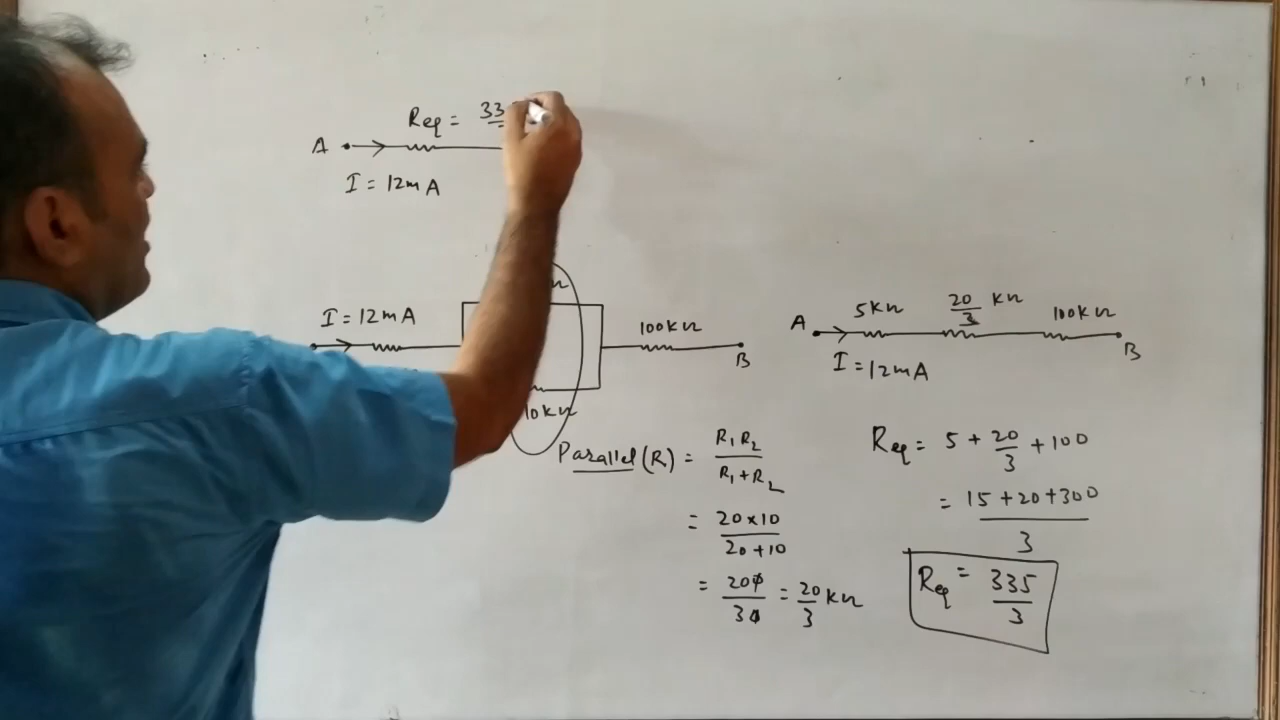 Req = 33
A
I = 12mA
I = 12mA
100kΩ
B
10kΩ
Parallel (R) = R₁R₂ / R₁+R₂
= 20×10 / 20+10
= 200 / 30 = 20/3 kΩ
A
5kΩ
20/3 kΩ
100kΩ
B
I = 12mA
Req = 5 + 20/3 + 100
= 15+20+300 / 3
Req = 335/3